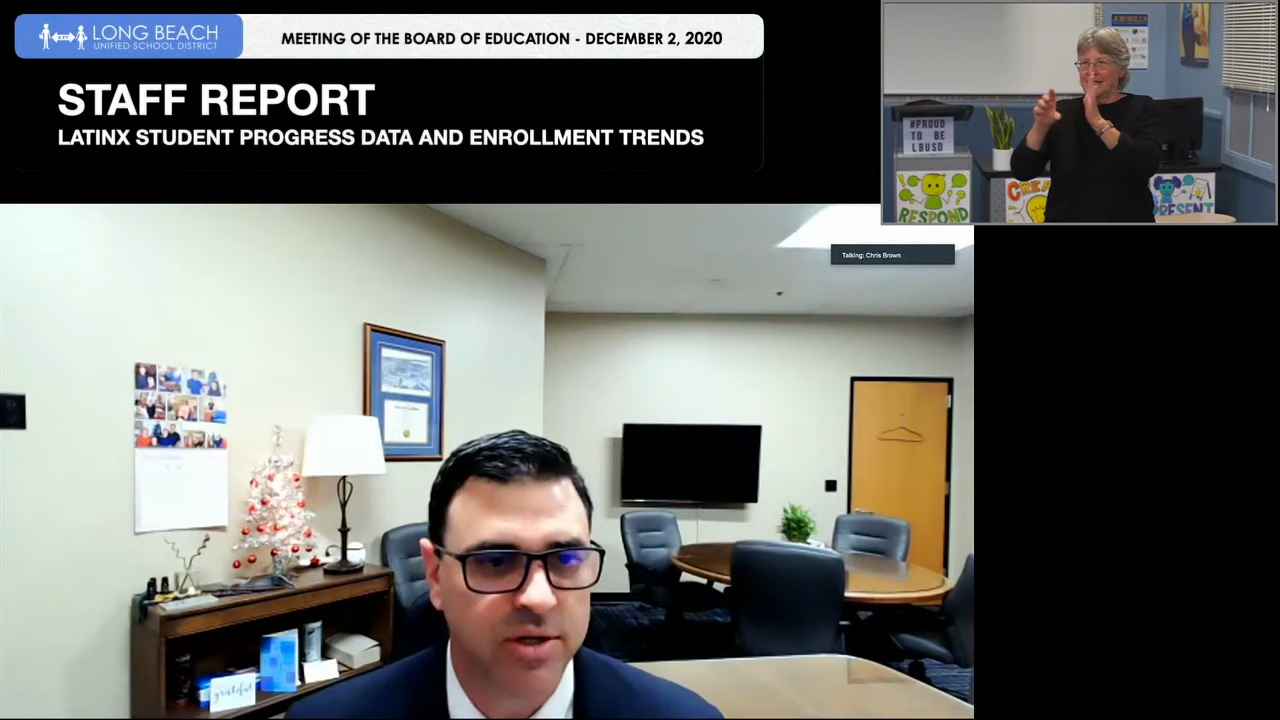 LONG BEACH
UNIFIED SCHOOL DISTRICT
MEETING OF THE BOARD OF EDUCATION - DECEMBER 2, 2020
STAFF REPORT
LATINX STUDENT PROGRESS DATA AND ENROLLMENT TRENDS
#PROUD
TO BE
LBUSD
RESPOND
Talking: Chris Brown
grateful